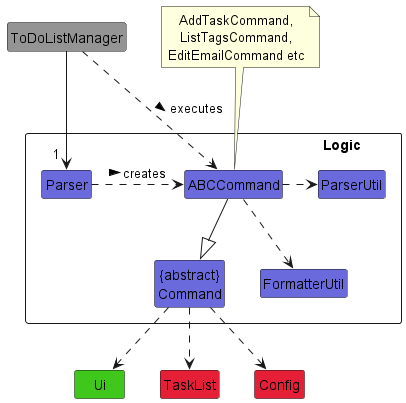 AddTaskCommand,
ListTagsCommand,
EditEmailCommand etc
ToDoListManager
executes
Logic
1
Parser
creates
ABCCommand
ParserUtil
{abstract}
Command
FormatterUtil
Ui
TaskList
Config